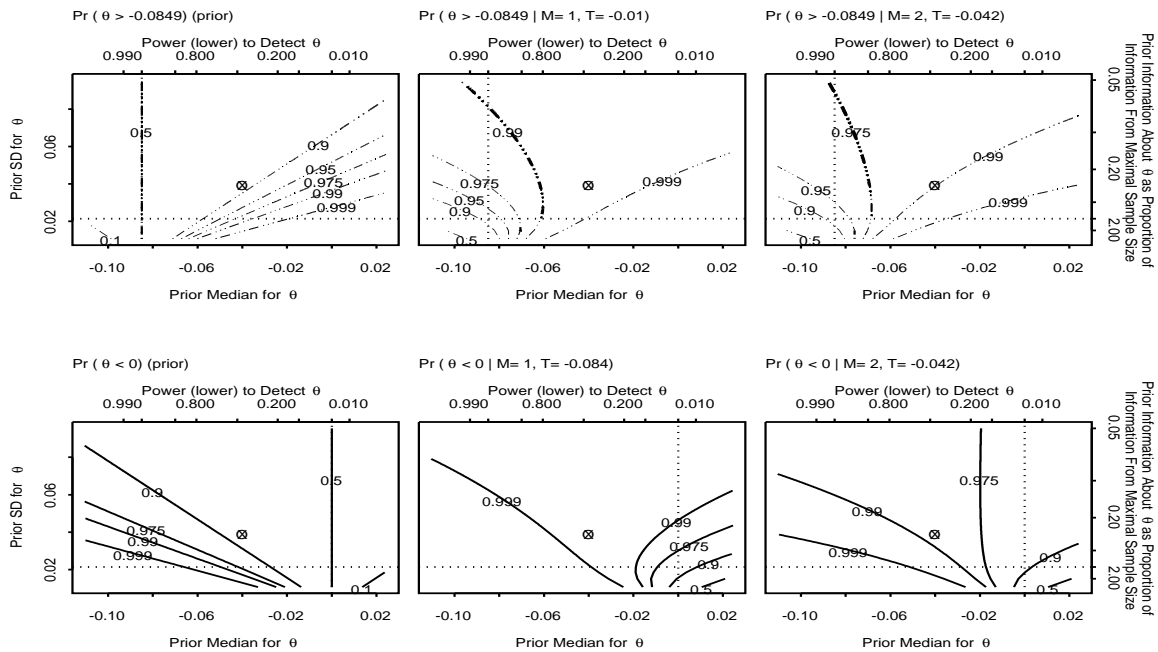 Pr ( θ > -0.0849) (prior)
Power (lower) to Detect θ
0.990 0.800 0.200 0.010
0.5
0.9
0.95
0.975
0.99
0.999
0.1
Prior SD for θ
0.06
0.02
-0.10 -0.06 -0.02 0.02
Prior Median for θ
Pr ( θ > -0.0849 | M= 1, T= -0.01)
Power (lower) to Detect θ
0.990 0.800 0.200 0.010
0.99
0.975
0.95
0.9
0.5
0.999
-0.10 -0.06 -0.02 0.02
Prior Median for θ
Pr ( θ > -0.0849 | M= 2, T= -0.042)
Power (lower) to Detect θ
0.990 0.800 0.200 0.010
0.975
0.99
0.95
0.9
0.999
0.5
-0.10 -0.06 -0.02 0.02
Prior Median for θ
0.05
0.20
2.00
Prior Information About θ as Proportion of
Information From Maximal Sample Size
Pr ( θ < 0) (prior)
Power (lower) to Detect θ
0.990 0.800 0.200 0.010
0.9
0.5
0.975
0.99
0.999
0.1
Prior SD for θ
0.06
0.02
-0.10 -0.06 -0.02 0.02
Prior Median for θ
Pr ( θ < 0 | M= 1, T= -0.084)
Power (lower) to Detect θ
0.990 0.800 0.200 0.010
0.999
0.99
0.975
0.9
0.5
-0.10 -0.06 -0.02 0.02
Prior Median for θ
Pr ( θ < 0 | M= 2, T= -0.042)
Power (lower) to Detect θ
0.990 0.800 0.200 0.010
0.975
0.99
0.999
0.9
0.5
-0.10 -0.06 -0.02 0.02
Prior Median for θ
0.05
0.20
2.00
Prior Information About θ as Proportion of
Information From Maximal Sample Size